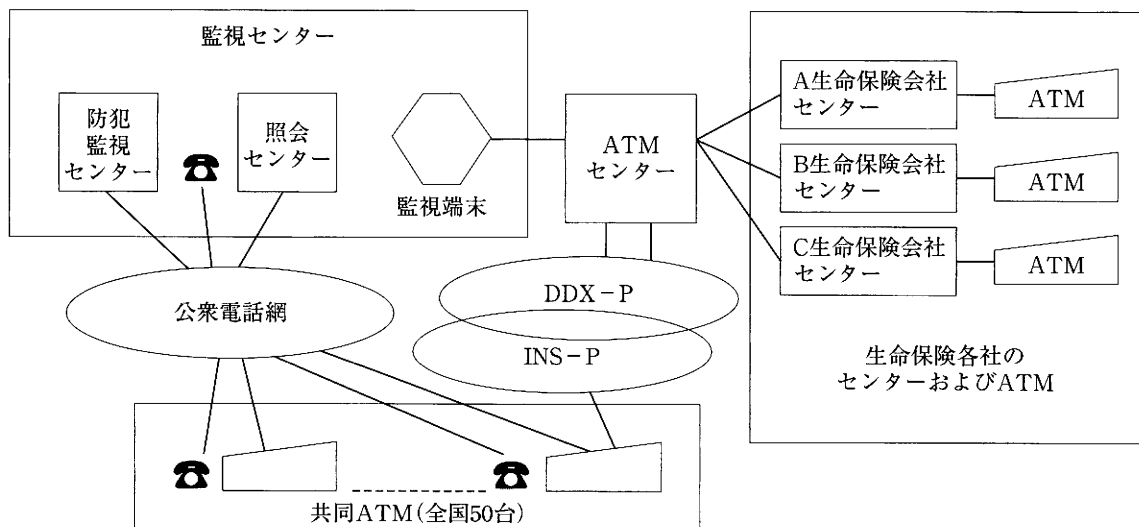 監視センター
防犯
監視
センター
照会
センター
監視端末
ATM
センター
A生命保険会社
センター
ATM
B生命保険会社
センター
ATM
C生命保険会社
センター
ATM
生命保険各社の
センターおよびATM
公衆電話網
DDX-P
INS-P
共同ATM(全国50台)